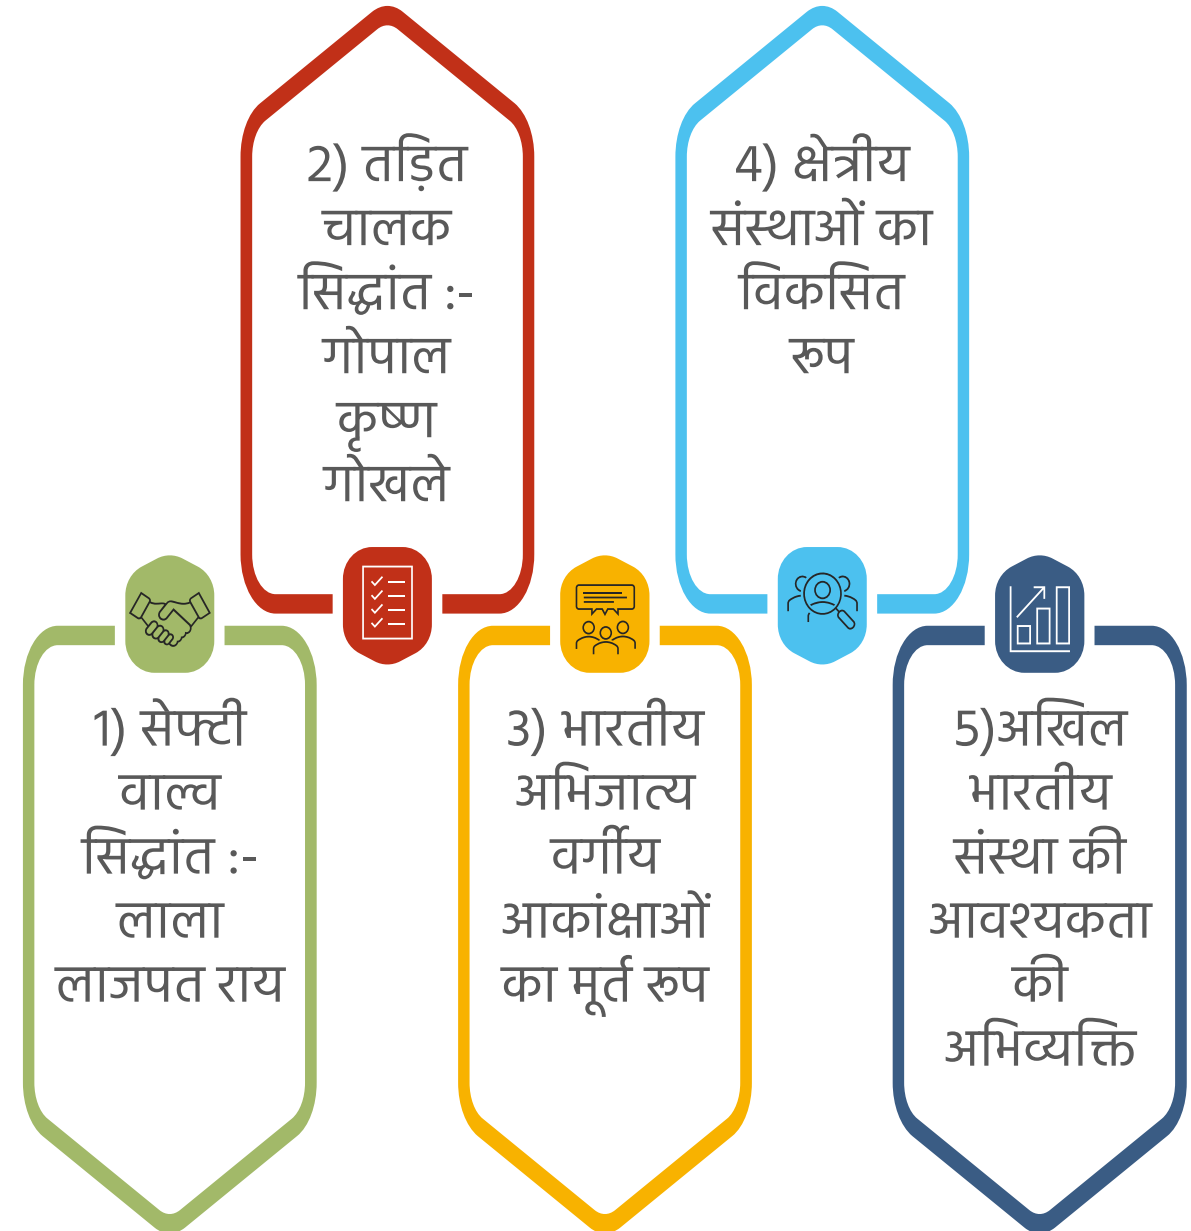 1) सेफ्टी
वाल्व
सिद्धांत :-
लाला
लाजपत राय
2) तड़ित
चालक
सिद्धांत :-
गोपाल
कृष्ण
गोखले
3) भारतीय
अभिजात्य
वर्गीय
आकांक्षाओं
का मूर्त रूप
4) क्षेत्रीय
संस्थाओं का
विकसित
रूप
5)अखिल
भारतीय
संस्था की
आवश्यकता
की
अभिव्यक्ति